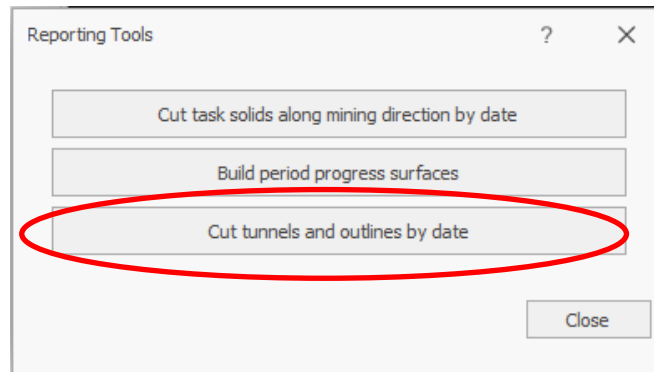 Reporting Tools ?
Cut task solids along mining direction by date
Build period progress surfaces
Cut tunnels and outlines by date
Close